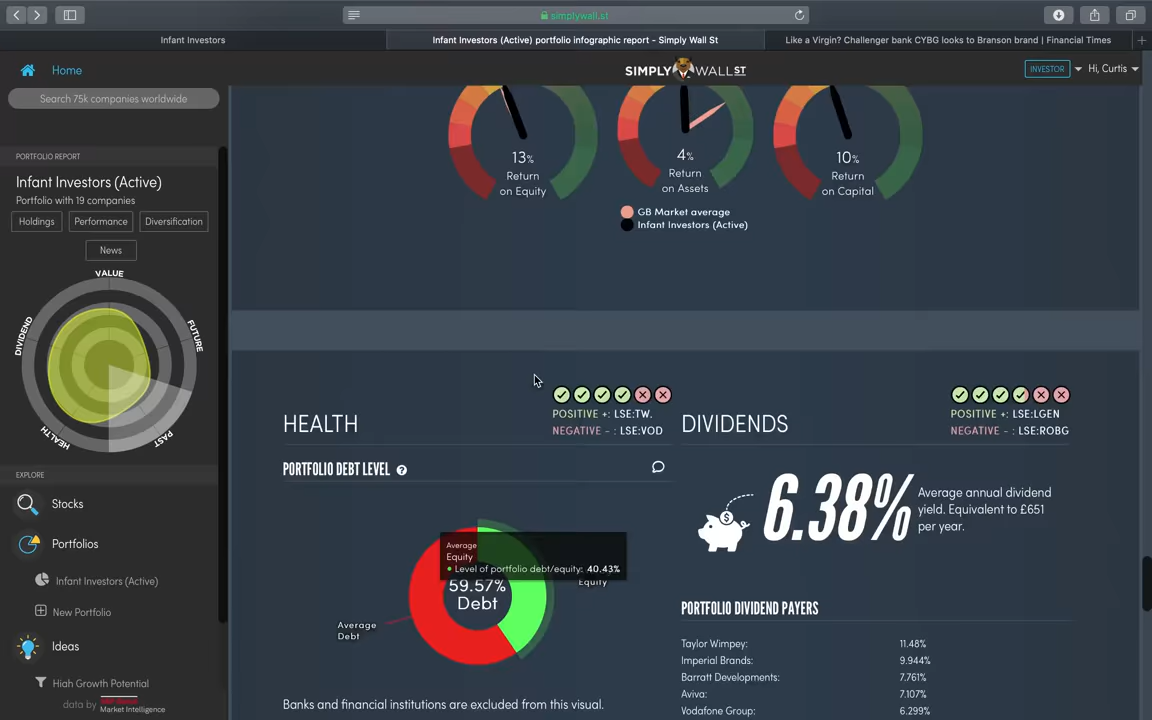 simplywall.st
Infant Investors
Infant Investors (Active) portfolio infographic report - Simply Wall St
Like a Virgin? Challenger bank CYBG looks to Branson brand | Financial Times
Home
SIMPLY WALL ST
INVESTOR
Hi, Curtis
Search 75k companies worldwide
PORTFOLIO REPORT
Infant Investors (Active)
Portfolio with 19 companies
Holdings
Performance
Diversification
News
VALUE
FUTURE
PAST
HEALTH
DIVIDEND
EXPLORE
Stocks
Portfolios
Infant Investors (Active)
New Portfolio
Ideas
High Growth Potential
data by
Market Intelligence
13%
Return
on Equity
4%
Return
on Assets
10%
Return
on Capital
GB Market average
Infant Investors (Active)
HEALTH
POSITIVE +: LSE:TW.
NEGATIVE - : LSE:VOD
PORTFOLIO DEBT LEVEL ?
Average
Equity
Level of portfolio debt/equity: 40.43%
Equity
59.57%
Debt
Average
Debt
Banks and financial institutions are excluded from this visual.
DIVIDENDS
POSITIVE +: LSE:LGEN
NEGATIVE - : LSE:ROBG
6.38%
Average annual dividend
yield. Equivalent to £651
per year.
PORTFOLIO DIVIDEND PAYERS
Taylor Wimpey: 11.48%
Imperial Brands: 9.944%
Barratt Developments: 7.761%
Aviva: 7.107%
Vodafone Group: 6.299%